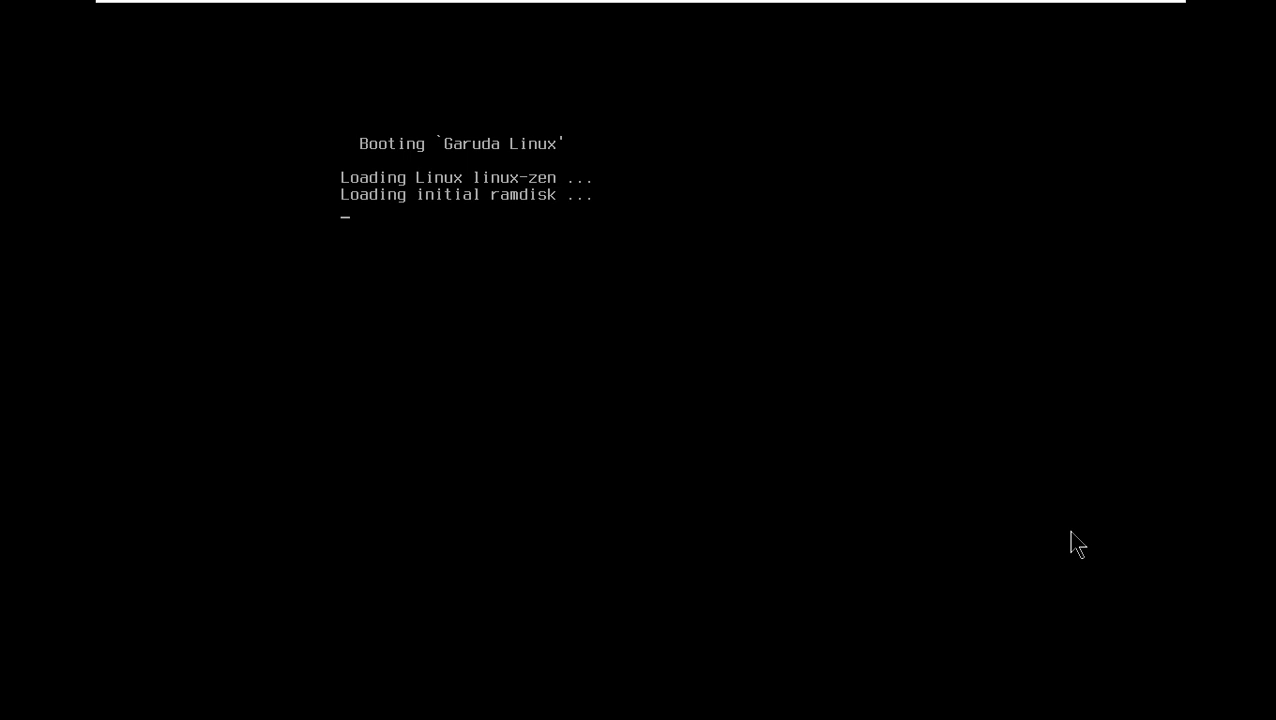 Booting `Garuda Linux'
Loading Linux linux-zen ...
Loading initial ramdisk ...
_